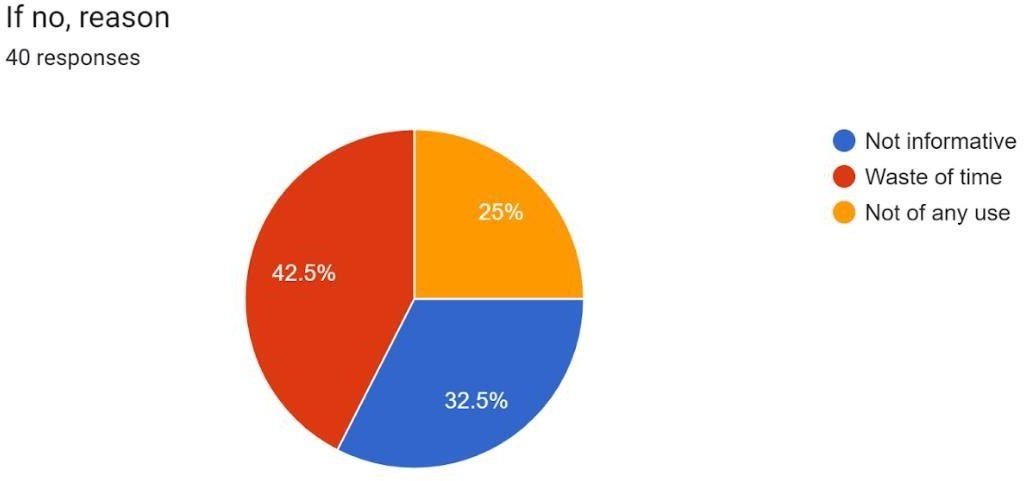 If no, reason
40 responses
25%
42.5%
32.5%
Not informative
Waste of time
Not of any use